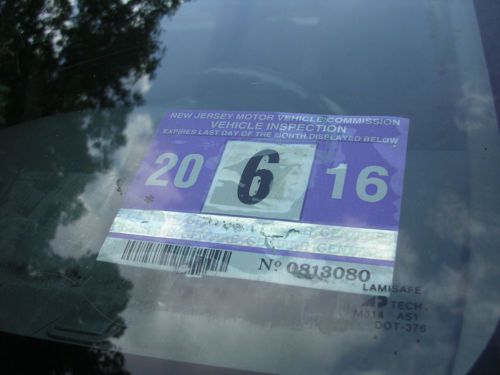 NEW JERSEY MOTOR VEHICLE COMMISSION
VEHICLE INSPECTION
EXPIRES LAST DAY OF THE MONTH DISPLAYED BELOW
20 6 16
No 0813080
LAMISAFE
TECH.
M314 AS1
DOT-376